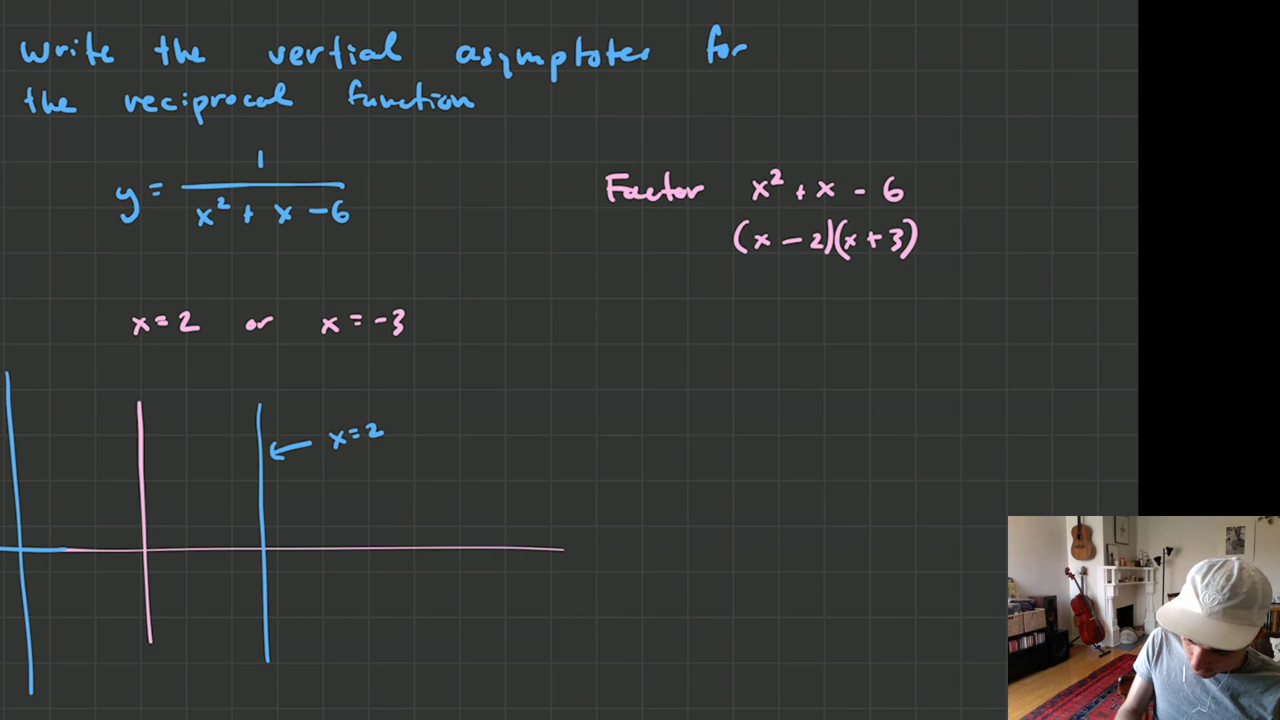 write the vertial asymptotes for
the reciprocal function
y = 1 / (x² + x - 6)
Factor x² + x - 6
(x - 2)(x + 3)
x = 2 or x = -3
x = 2